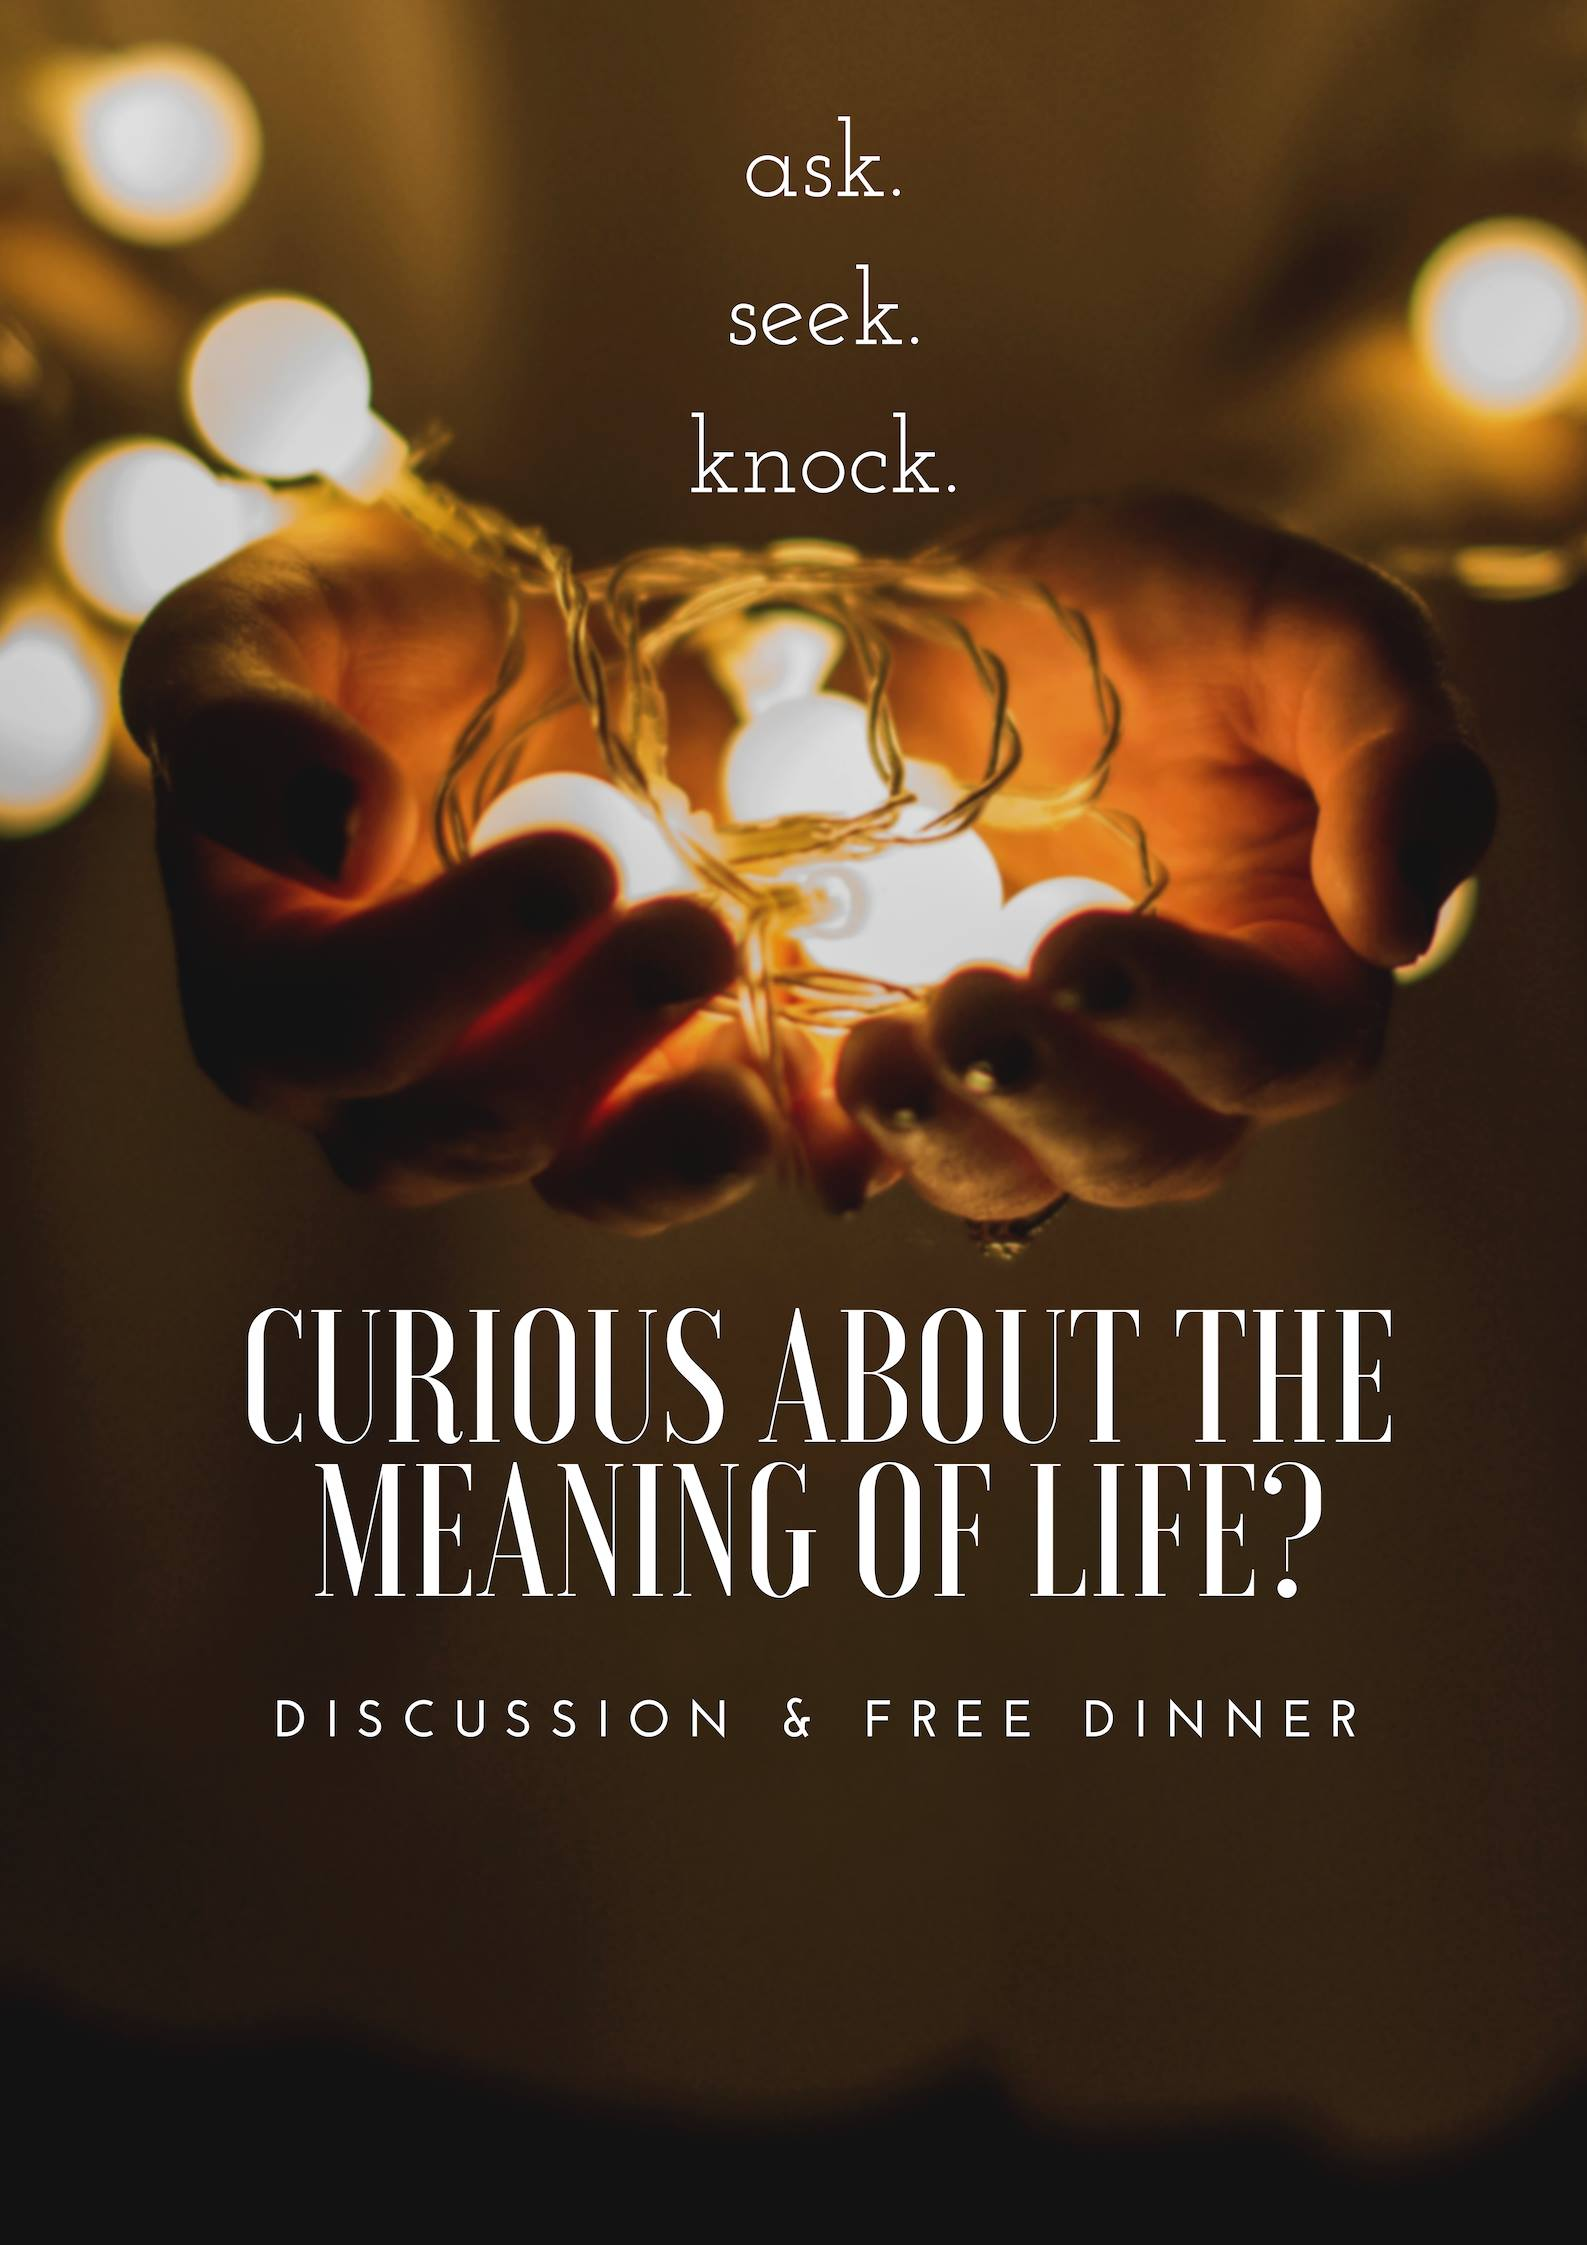 ask.
seek.
knock.
CURIOUS ABOUT THE
MEANING OF LIFE?
DISCUSSION & FREE DINNER